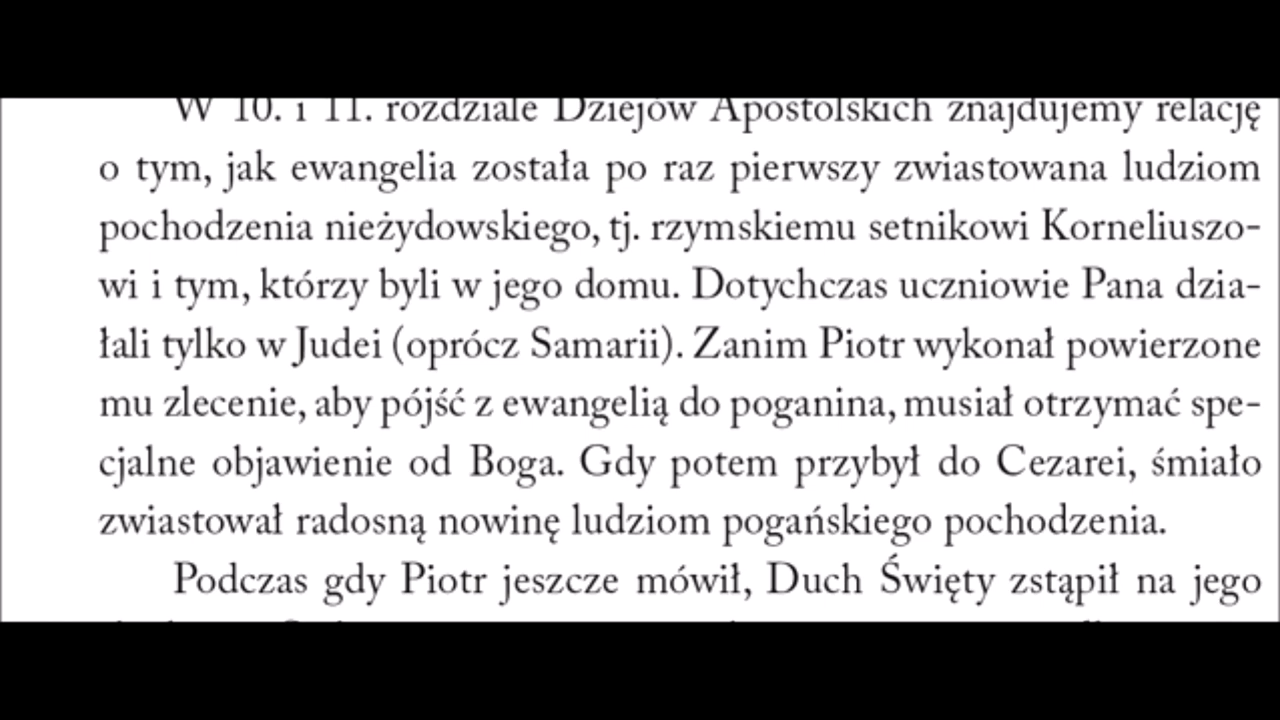 W 10. i 11. rozdziale Dziejów Apostolskich znajdujemy relację
o tym, jak ewangelia została po raz pierwszy zwiastowana ludziom
pochodzenia nieżydowskiego, tj. rzymskiemu setnikowi Korneliuszo-
wi i tym, którzy byli w jego domu. Dotychczas uczniowie Pana dzia-
łali tylko w Judei (oprócz Samarii). Zanim Piotr wykonał powierzone
mu zlecenie, aby pójść z ewangelią do poganina, musiał otrzymać spe-
cjalne objawienie od Boga. Gdy potem przybył do Cezarei, śmiało
zwiastował radosną nowinę ludziom pogańskiego pochodzenia.
Podczas gdy Piotr jeszcze mówił, Duch Święty zstąpił na jego